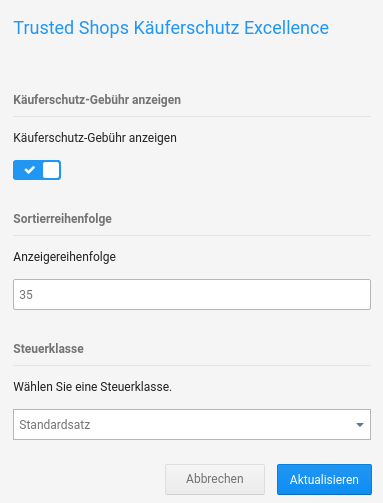 Trusted Shops Käuferschutz Excellence
Käuferschutz-Gebühr anzeigen
Käuferschutz-Gebühr anzeigen
Sortierreihenfolge
Anzeigereihenfolge
35
Steuerklasse
Wählen Sie eine Steuerklasse.
Standardsatz
Abbrechen Aktualisieren